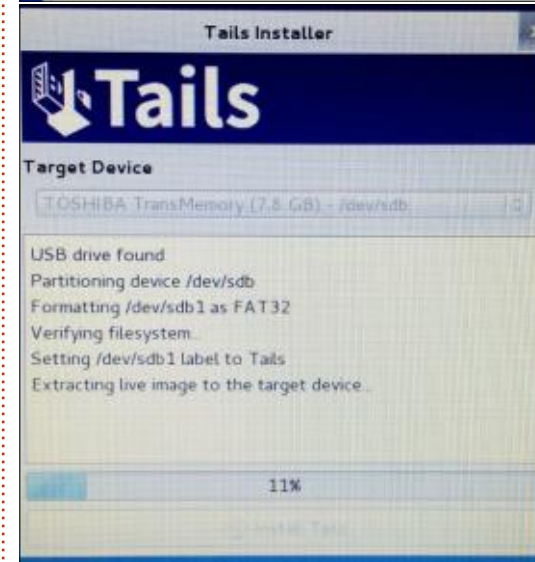 Tails Installer
Tails
Target Device
TOSHIBA TransMemory (7.8 GB) - /dev/sdb
USB drive found
Partitioning device /dev/sdb
Formatting /dev/sdb1 as FAT32
Verifying filesystem..
Setting /dev/sdb1 label to Tails
Extracting live image to the target device..
11%
Install Tails